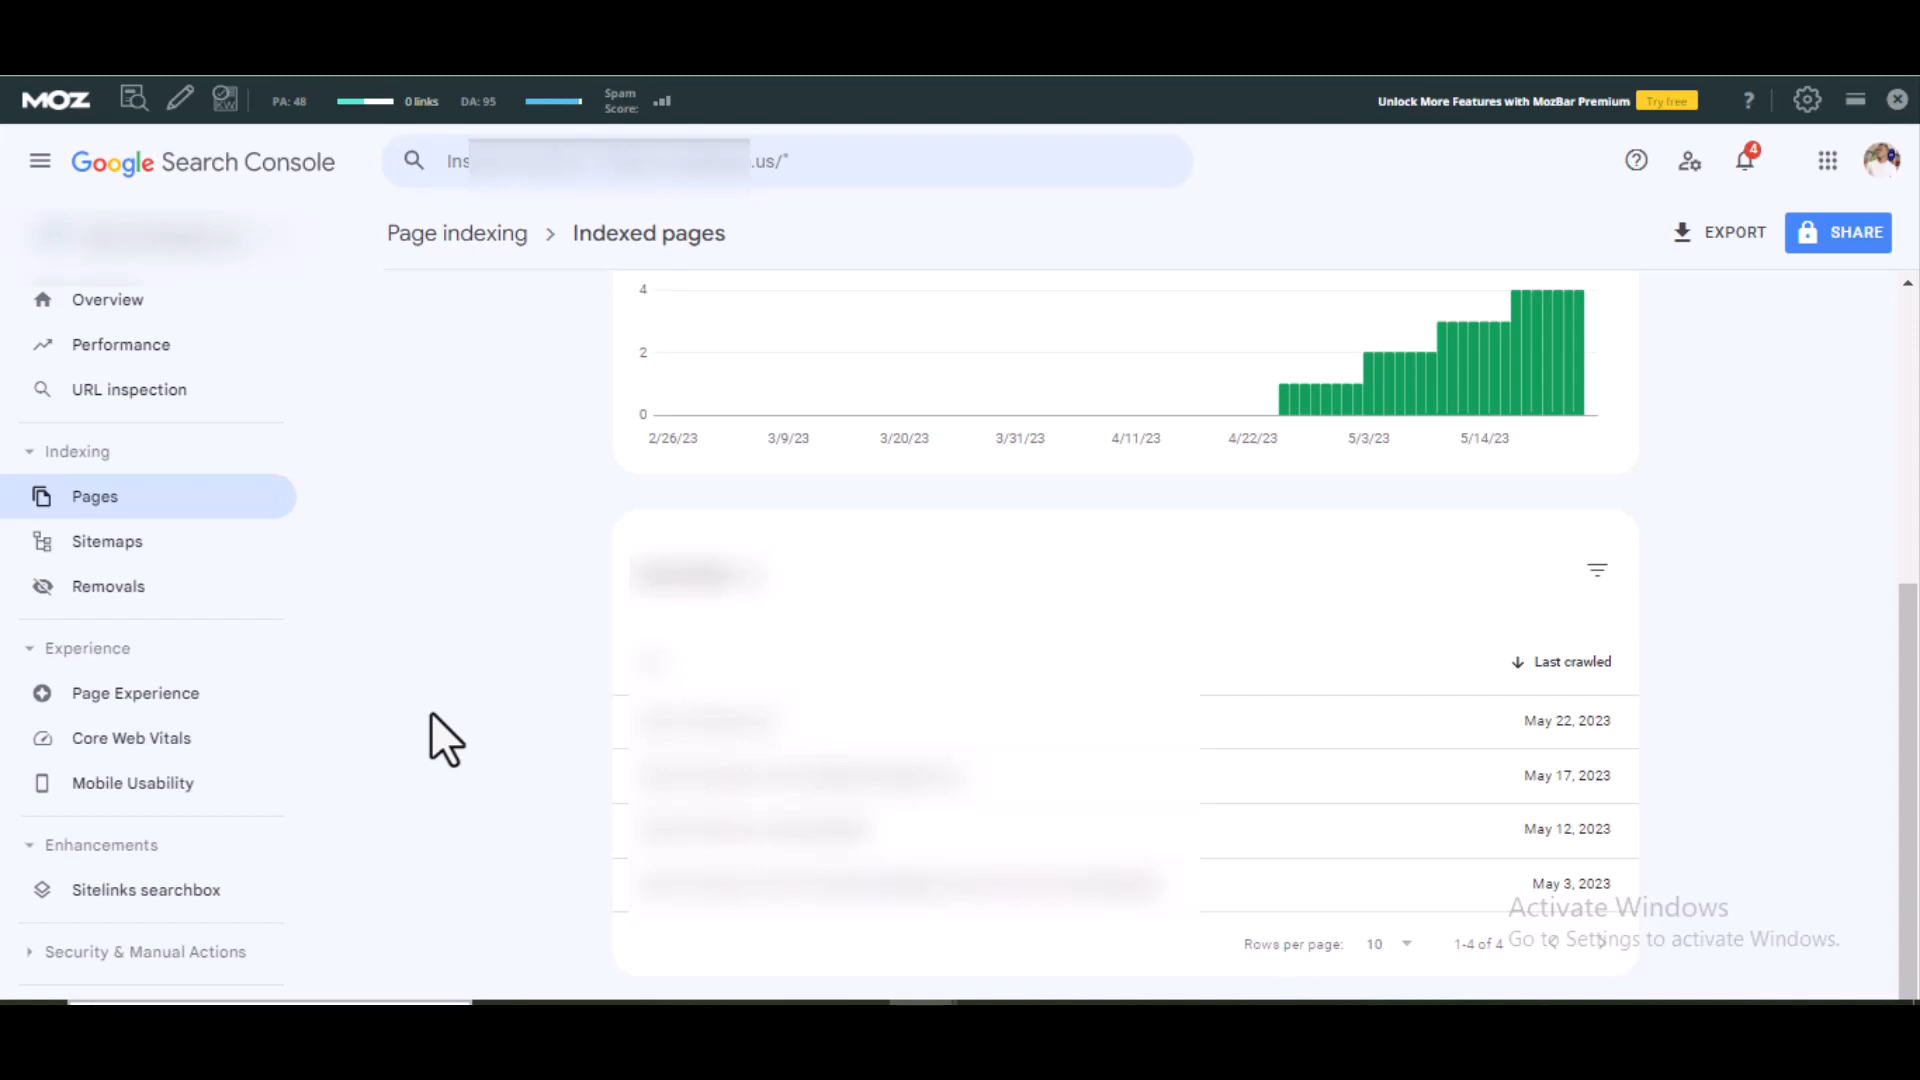 MOZ
KW
PA: 48
0 links
DA: 95
Spam Score:
Unlock More Features with MozBar Premium
Try free
?
Google Search Console
Ins
.us/*
4
Page indexing > Indexed pages
EXPORT
SHARE
Overview
Performance
URL inspection
Indexing
Pages
Sitemaps
Removals
Experience
Page Experience
Core Web Vitals
Mobile Usability
Enhancements
Sitelinks searchbox
Security & Manual Actions
4
2
0
2/26/23 3/9/23 3/20/23 3/31/23 4/11/23 4/22/23 5/3/23 5/14/23
Last crawled
May 22, 2023
May 17, 2023
May 12, 2023
May 3, 2023
Rows per page: 10 1-4 of 4
Activate Windows
Go to Settings to activate Windows.